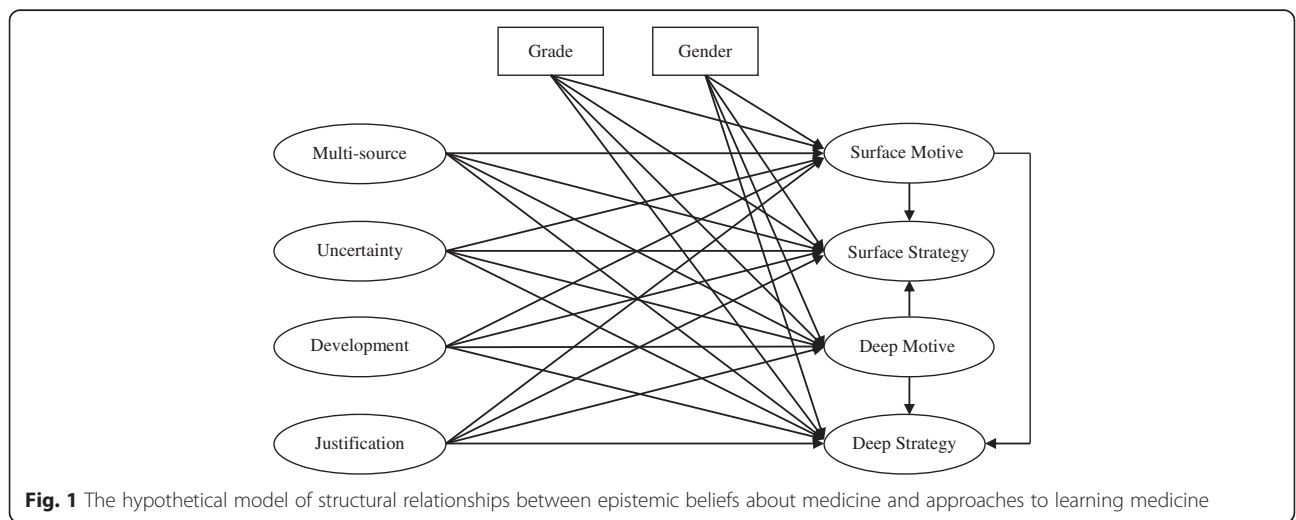 Grade Gender
Multi-source Surface Motive
Uncertainty Surface Strategy
Development Deep Motive
Justification Deep Strategy
Fig. 1 The hypothetical model of structural relationships between epistemic beliefs about medicine and approaches to learning medicine